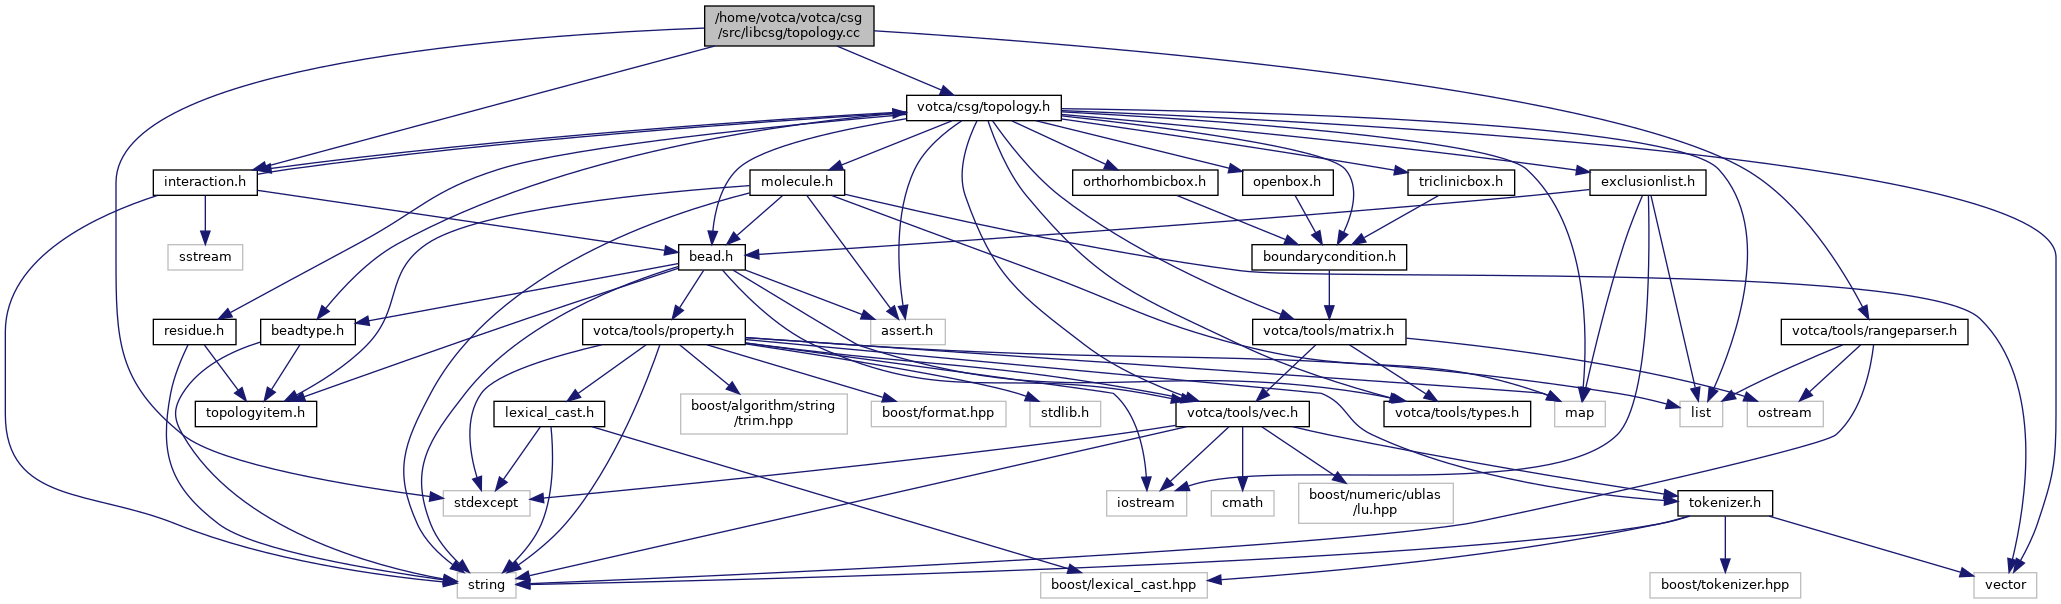 /home/votca/votca/csg
/src/libcsg/topology.cc
votca/csg/topology.h
interaction.h
molecule.h
orthorhombicbox.h
openbox.h
triclinicbox.h
exclusionlist.h
sstream
bead.h
boundarycondition.h
residue.h
beadtype.h
votca/tools/property.h
assert.h
votca/tools/matrix.h
votca/tools/rangeparser.h
topologyitem.h
lexical_cast.h
boost/algorithm/string
/trim.hpp
boost/format.hpp
stdlib.h
votca/tools/vec.h
votca/tools/types.h
map
list
ostream
stdexcept
iostream
cmath
boost/numeric/ublas
/lu.hpp
tokenizer.h
string
boost/lexical_cast.hpp
boost/tokenizer.hpp
vector